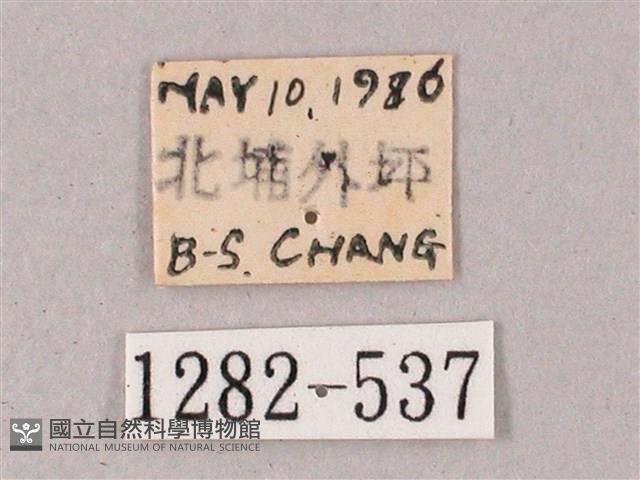 MAY 10, 1986
北埔外坪
B-S. CHANG
1282-537
國立自然科學博物館
NATIONAL MUSEUM OF NATURAL SCIENCE